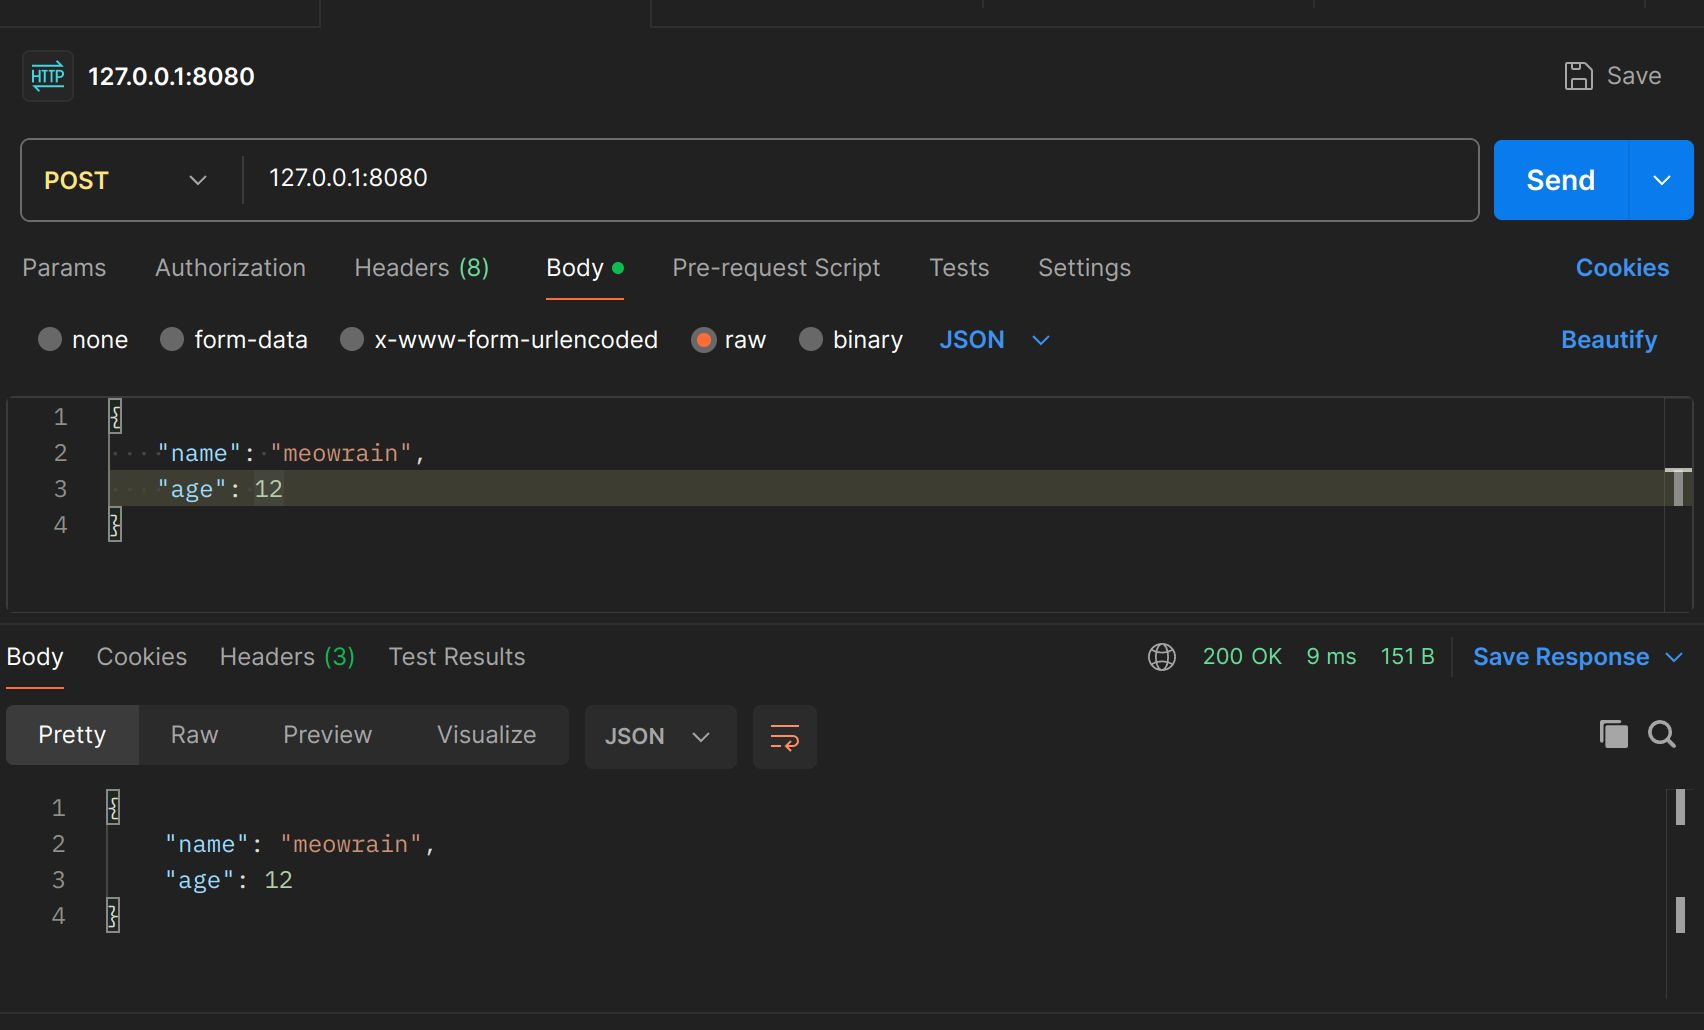 HTTP 127.0.0.1:8080 Save
POST 127.0.0.1:8080 Send
Params Authorization Headers (8) Body Pre-request Script Tests Settings Cookies
none form-data x-www-form-urlencoded raw binary JSON Beautify
1 {
2 "name": "meowrain",
3 "age": 12
4 }
Body Cookies Headers (3) Test Results 200 OK 9 ms 151 B Save Response
Pretty Raw Preview Visualize JSON
1 {
2 "name": "meowrain",
3 "age": 12
4 }